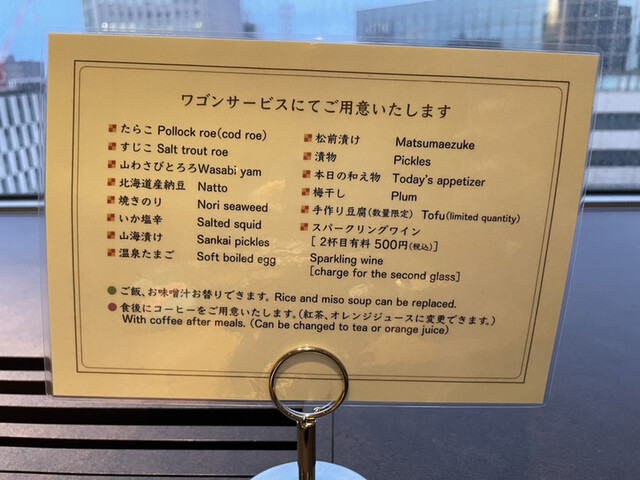 ワゴンサービスにてご用意いたします
たらこ Pollock roe(cod roe)
すじこ Salt trout roe
山わさびとろろ Wasabi yam
北海道産納豆 Natto
焼きのり Nori seaweed
いか塩辛 Salted squid
山海漬け Sankai pickles
温泉たまご Soft boiled egg
松前漬け Matsumaezuke
漬物 Pickles
本日の和え物 Today's appetizer
梅干し Plum
手作り豆腐(数量限定) Tofu(limited quantity)
スパークリングワイン
[ 2杯目有料 500円(税込)]
Sparkling wine
[charge for the second glass]
ご飯、お味噌汁お替りできます。Rice and miso soup can be replaced.
食後にコーヒーをご用意いたします。(紅茶、オレンジジュースに変更できます。)
With coffee after meals. (Can be changed to tea or orange juice)